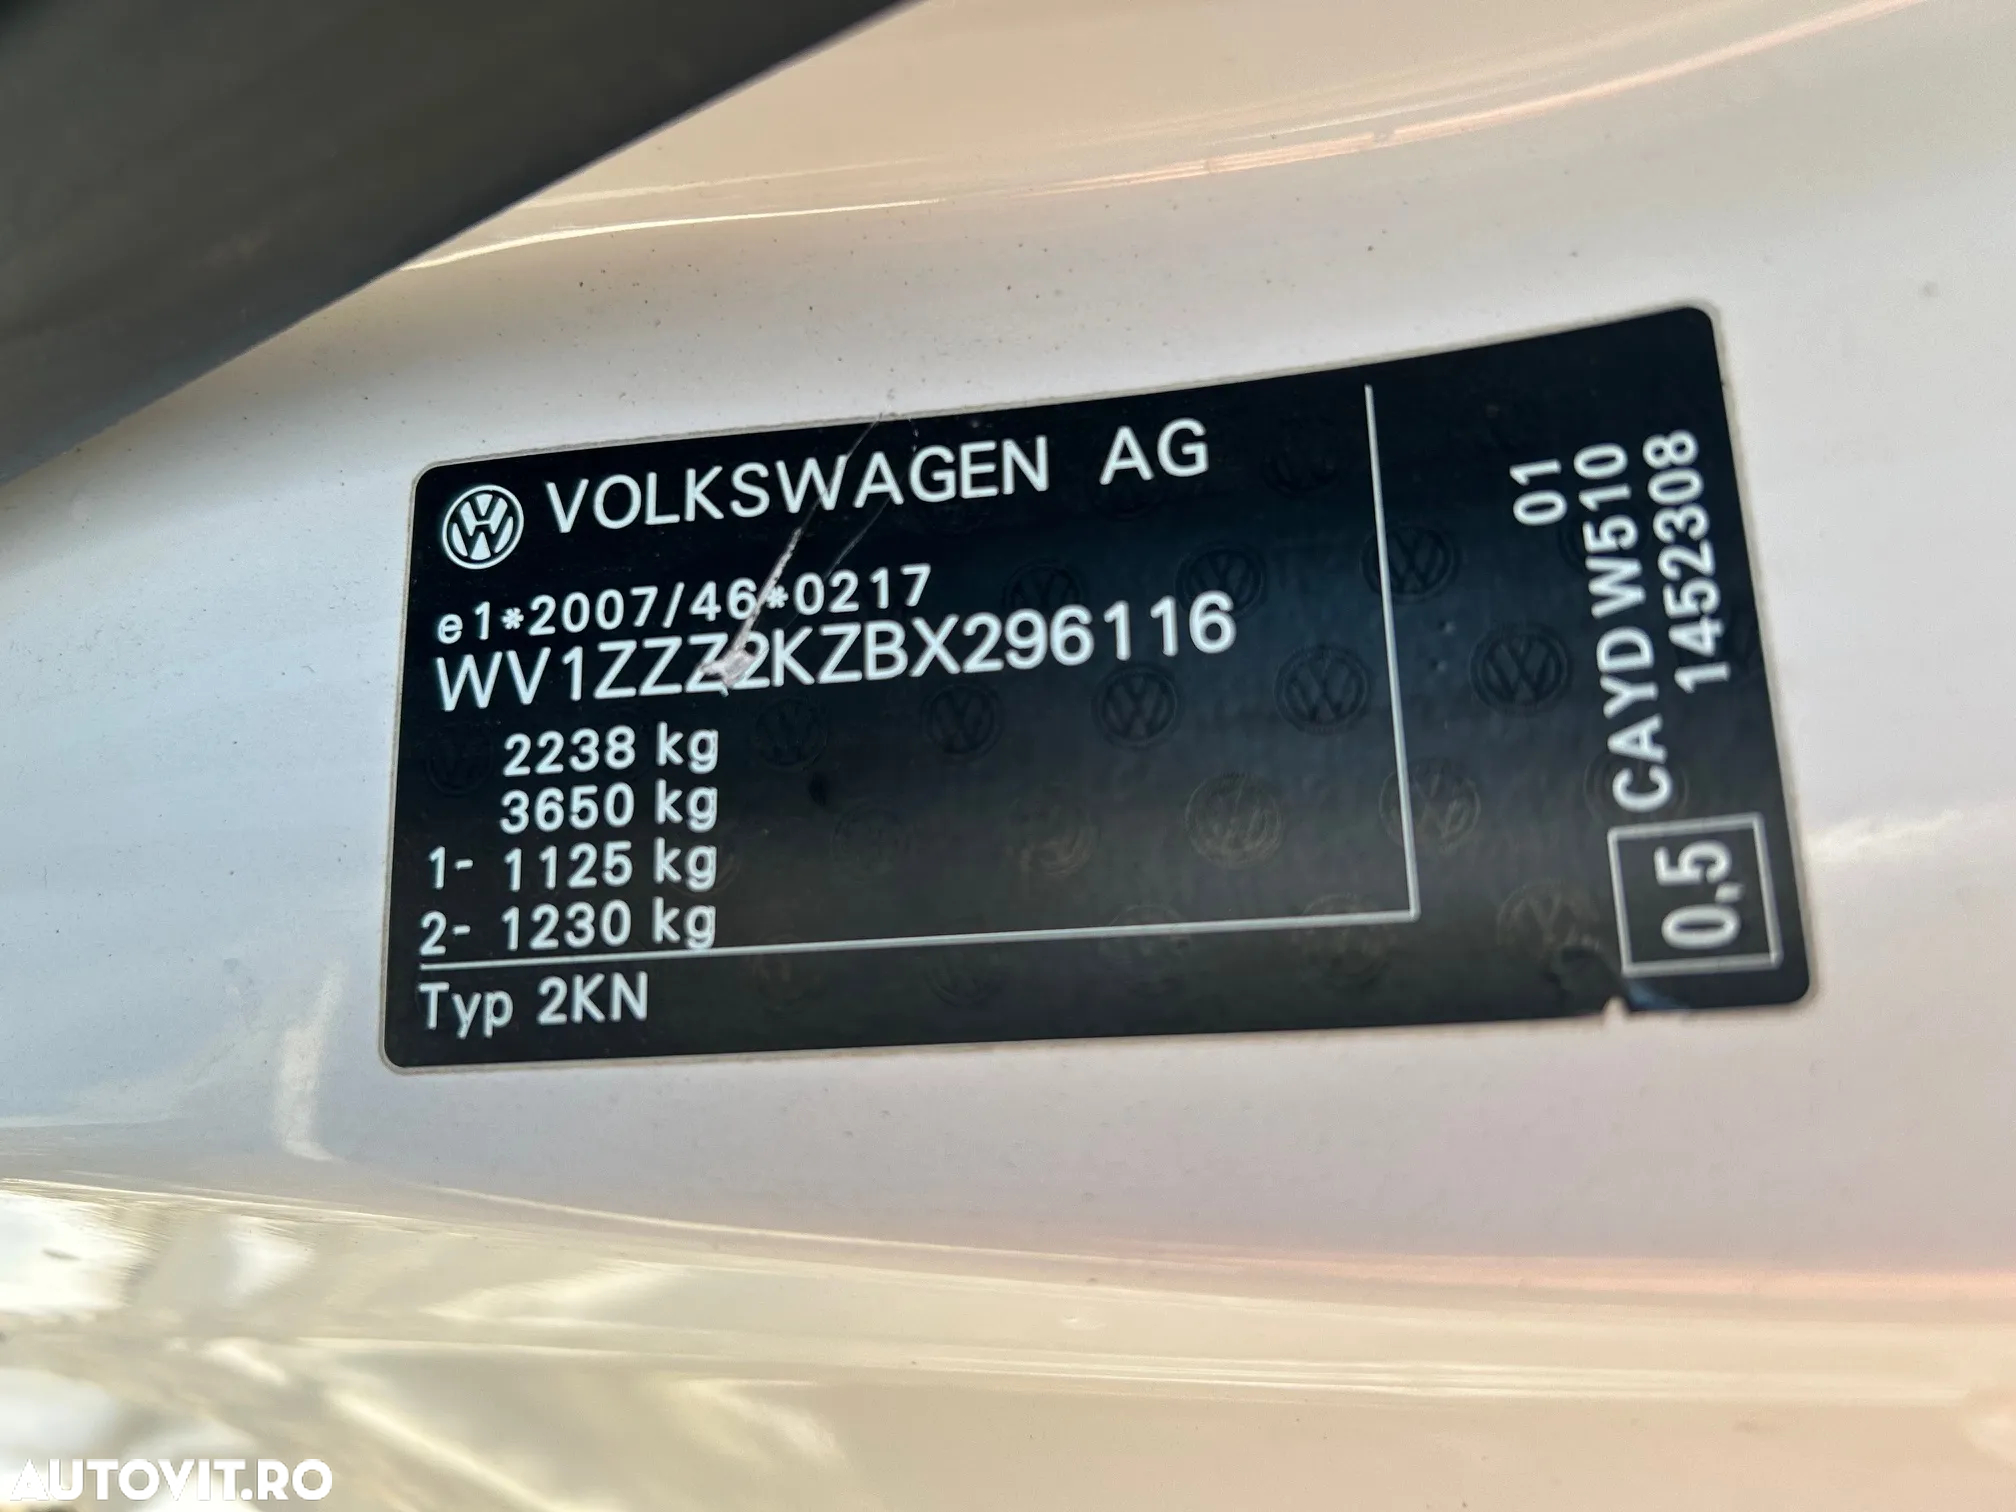 VOLKSWAGEN AG
e1*2007/46*0217
WV1ZZZ2KZBX296116
2238 kg
3650 kg
1- 1125 kg
2- 1230 kg
Typ 2KN
01
CAYD W510
1452308
0,5
AUTOVIT.RO